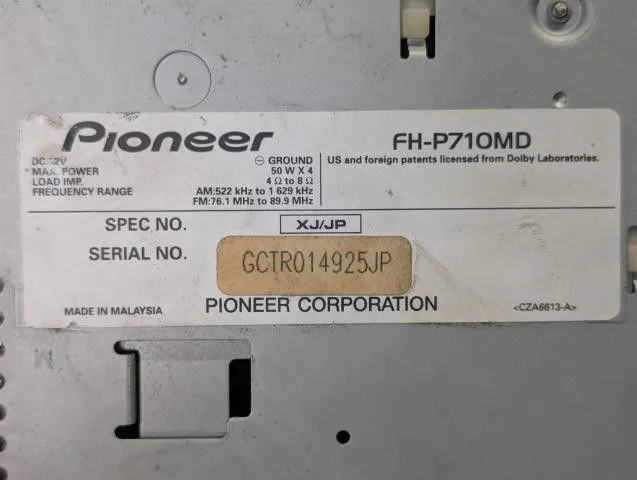 Pioneer
FH-P710MD
DC 12V ⊖ GROUND
MAX. POWER 50 W X 4
LOAD IMP. 4 Ω to 8 Ω
FREQUENCY RANGE AM:522 kHz to 1 629 kHz
FM:76.1 MHz to 89.9 MHz
US and foreign patents licensed from Dolby Laboratories.
SPEC NO. XJ/JP
SERIAL NO. GCTR014925JP
MADE IN MALAYSIA PIONEER CORPORATION <CZA6613-A>